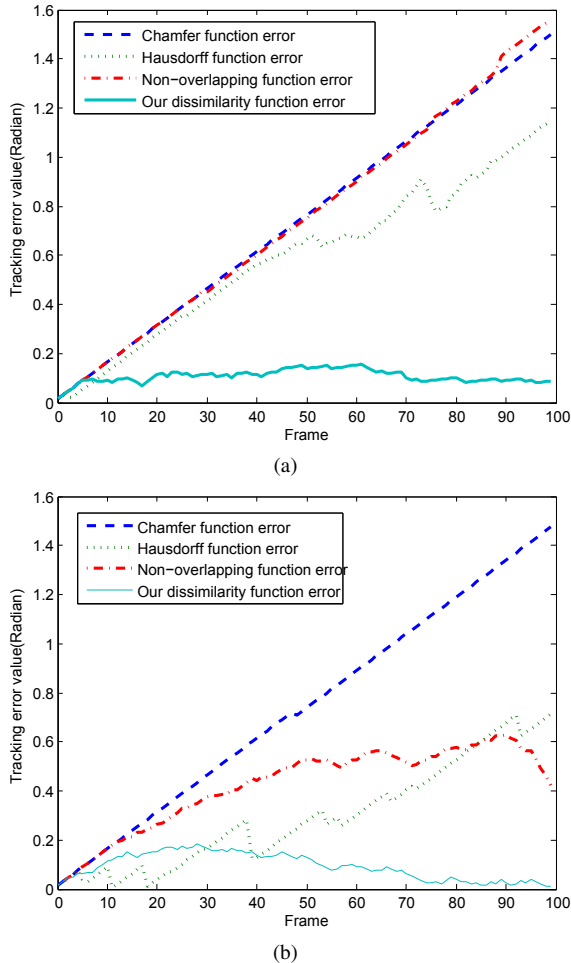 1.6
1.4
1.2
1
0.8
0.6
0.4
0.2
0
Tracking error value(Radian)
Chamfer function error
Hausdorff function error
Non−overlapping function error
Our dissimilarity function error
0 10 20 30 40 50 60 70 80 90 100
Frame
(a)
1.6
1.4
1.2
1
0.8
0.6
0.4
0.2
0
Tracking error value(Radian)
Chamfer function error
Hausdorff function error
Non−overlapping function error
Our dissimilarity function error
0 10 20 30 40 50 60 70 80 90 100
Frame
(b)